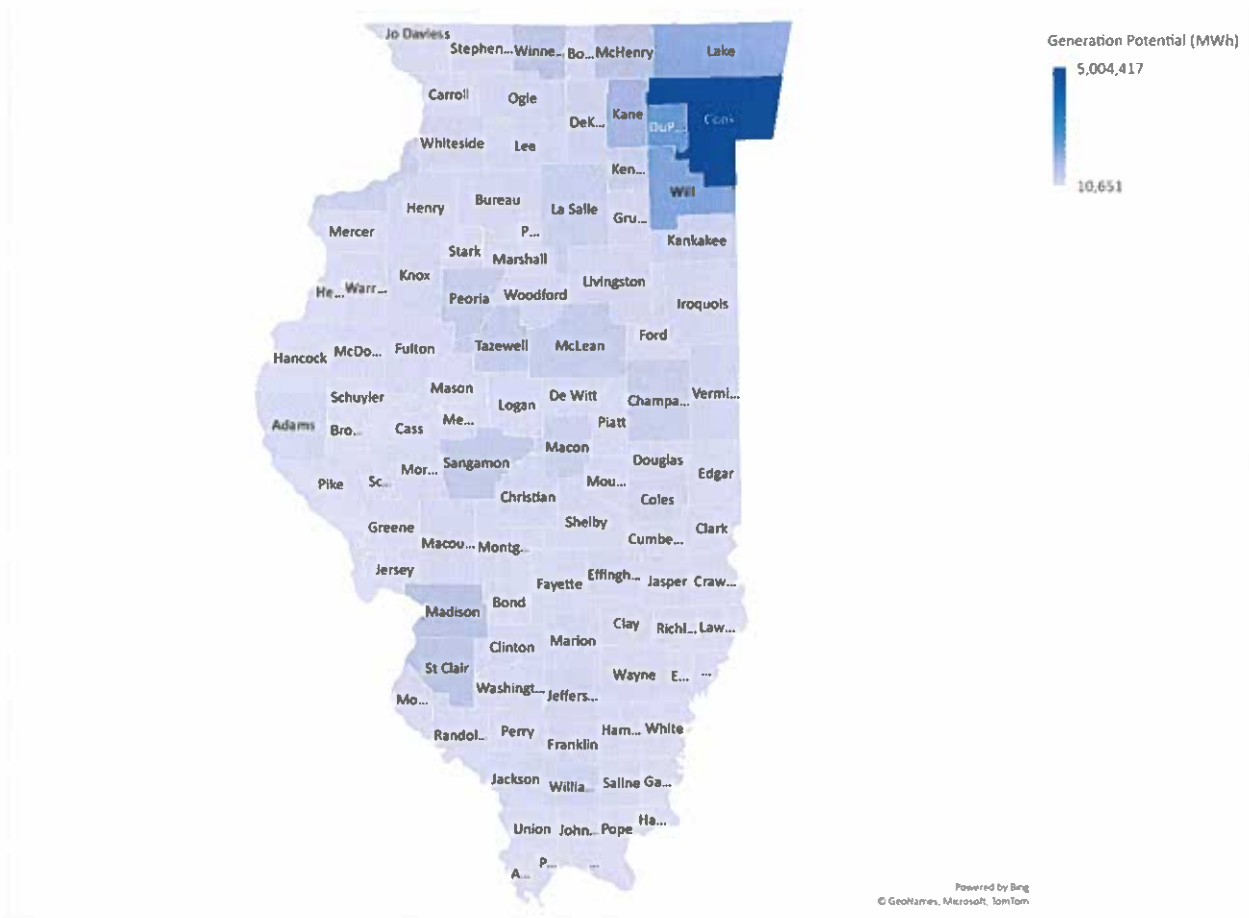 Jo Daviess
Stephen... Winne... Bo... McHenry Lake
Generation Potential (MWh)
5,004,417
10,651
Carroll Ogle DeK... Kane DuP... Cook
Whiteside Lee
Ken...
Will
Henry Bureau La Salle Gru...
Mercer P... Kankakee
Stark Marshall
Knox Livingston
He... Warr... Peoria Woodford Iroquois
Ford
Hancock McDo... Fulton Tazewell McLean
Schuyler Mason De Witt Champa... Vermi...
Logan
Adams Bro... Cass Me... Piatt
Macon
Mor... Sangamon Douglas Edgar
Pike Sc... Christian Mou... Coles
Greene Shelby Clark
Macou... Montg... Cumbe...
Jersey Fayette Effingh... Jasper Craw...
Madison Bond
Clay Richl... Law...
Clinton Marion
St Clair Wayne E... ...
Mo... Washingt... Jeffers...
Randol... Perry Franklin Ham... White
Jackson Willia... Saline Ga...
Union John... Pope Ha...
A... P... ...
Powered by Bing
© GeoNames, Microsoft, TomTom